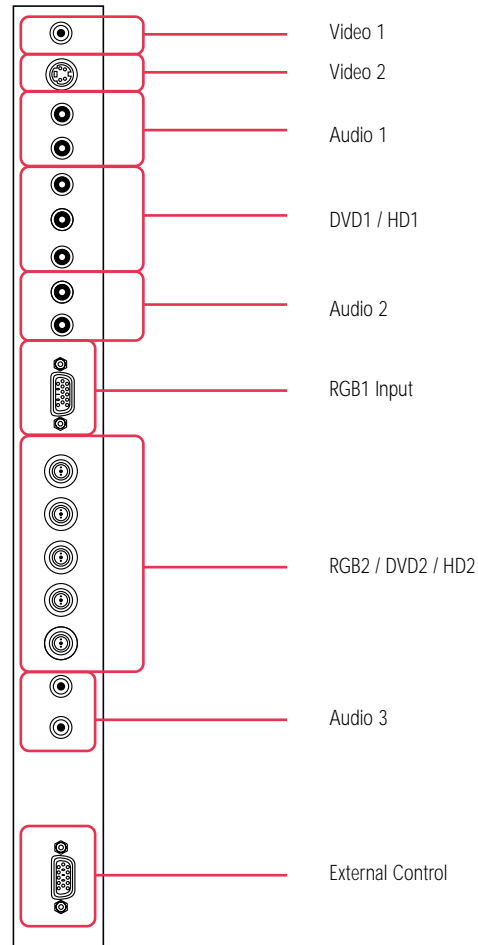 Video 1
Video 2
Audio 1
DVD1 / HD1
Audio 2
RGB1 Input
RGB2 / DVD2 / HD2
Audio 3
External Control